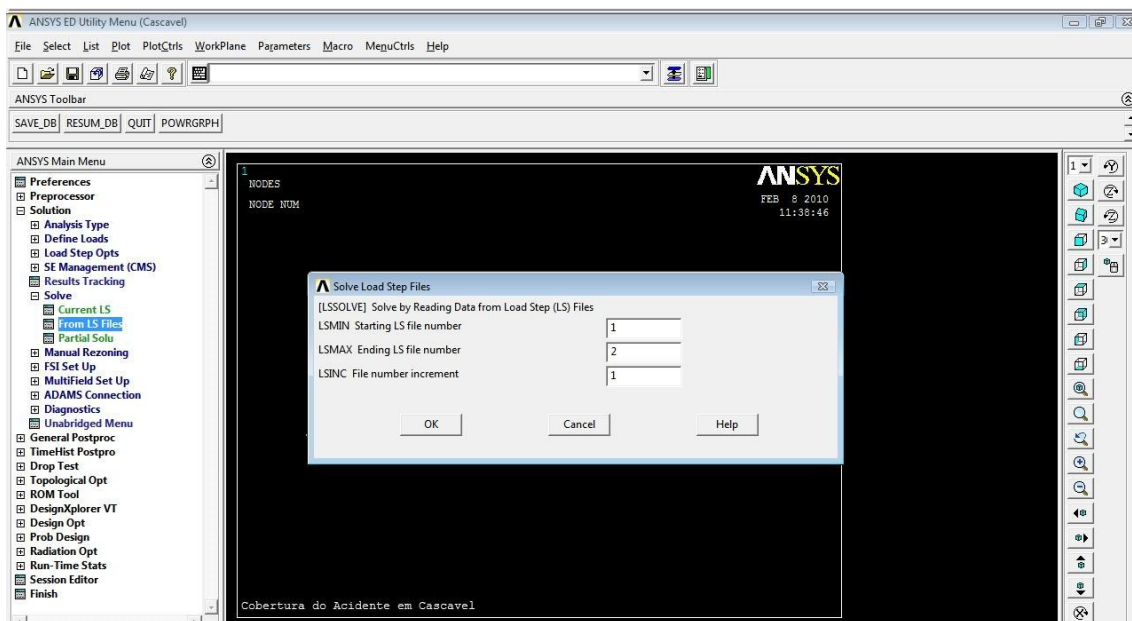 ANSYS ED Utility Menu (Cascavel)
File Select List Plot PlotCtrls WorkPlane Parameters Macro MenuCtrls Help
ANSYS Toolbar
SAVE_DB RESUM_DB QUIT POWRGRPH
ANSYS Main Menu
Preferences
Preprocessor
Solution
Analysis Type
Define Loads
Load Step Opts
SE Management (CMS)
Results Tracking
Solve
Current LS
From LS Files
Partial Solu
Manual Rezoning
FSI Set Up
MultiField Set Up
ADAMS Connection
Diagnostics
Unabridged Menu
General Postproc
TimeHist Postpro
Drop Test
Topological Opt
ROM Tool
DesignXplorer VT
Design Opt
Prob Design
Radiation Opt
Run-Time Stats
Session Editor
Finish
1
NODES
NODE NUM
ANSYS
FEB 8 2010
11:38:46
Solve Load Step Files
[LSSOLVE] Solve by Reading Data from Load Step (LS) Files
LSMIN Starting LS file number 1
LSMAX Ending LS file number 2
LSINC File number increment 1
OK Cancel Help
Cobertura do Acidente em Cascavel
1
3